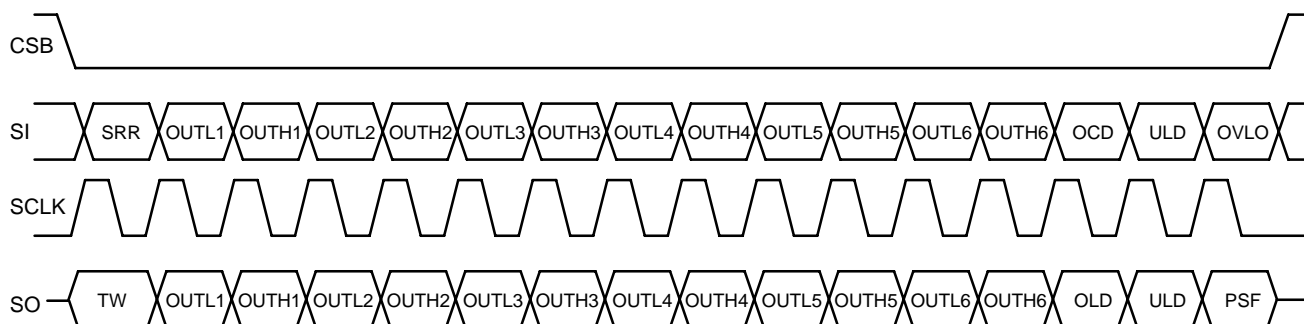 CSB
SI SRR OUTL1 OUTH1 OUTL2 OUTH2 OUTL3 OUTH3 OUTL4 OUTH4 OUTL5 OUTH5 OUTL6 OUTH6 OCD ULD OVLO
SCLK
SO TW OUTL1 OUTH1 OUTL2 OUTH2 OUTL3 OUTH3 OUTL4 OUTH4 OUTL5 OUTH5 OUTL6 OUTH6 OLD ULD PSF